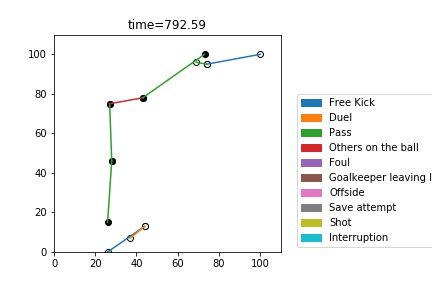 time=792.59
100
80
60
40
20
0
0 20 40 60 80 100
Free Kick
Duel
Pass
Others on the ball
Foul
Goalkeeper leaving l
Offside
Save attempt
Shot
Interruption